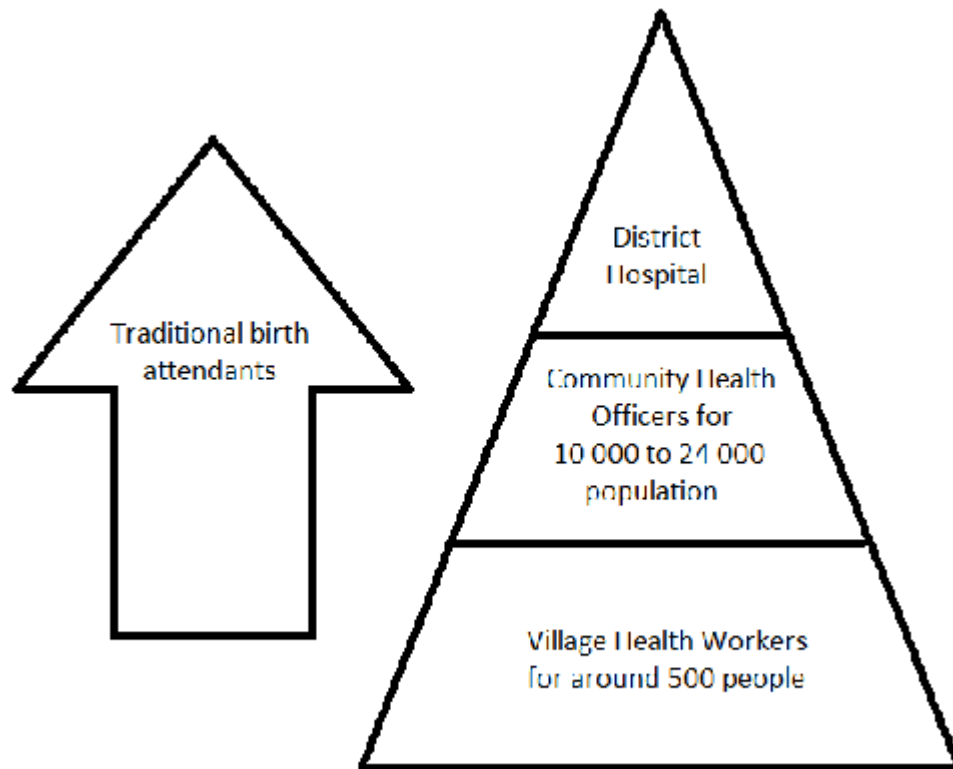 Traditional birth
attendants
District
Hospital
Community Health
Officers for
10 000 to 24 000
population
Village Health Workers
for around 500 people